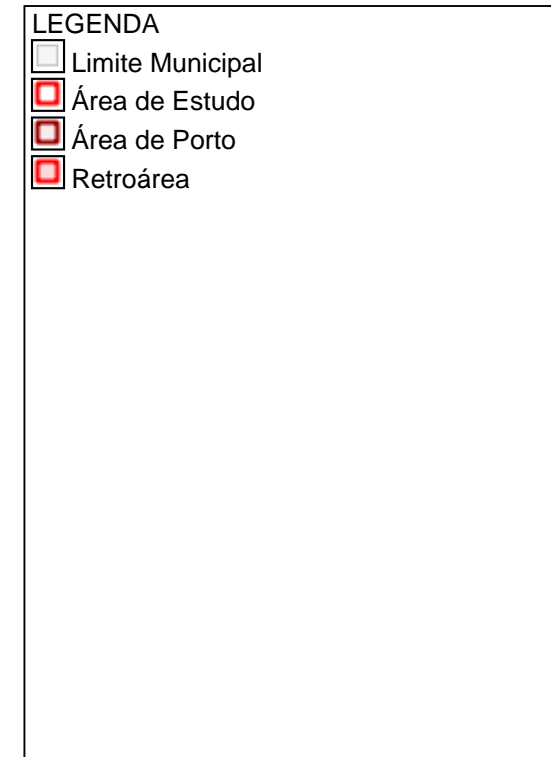 LEGENDA
Limite Municipal
Área de Estudo
Área de Porto
Retroárea